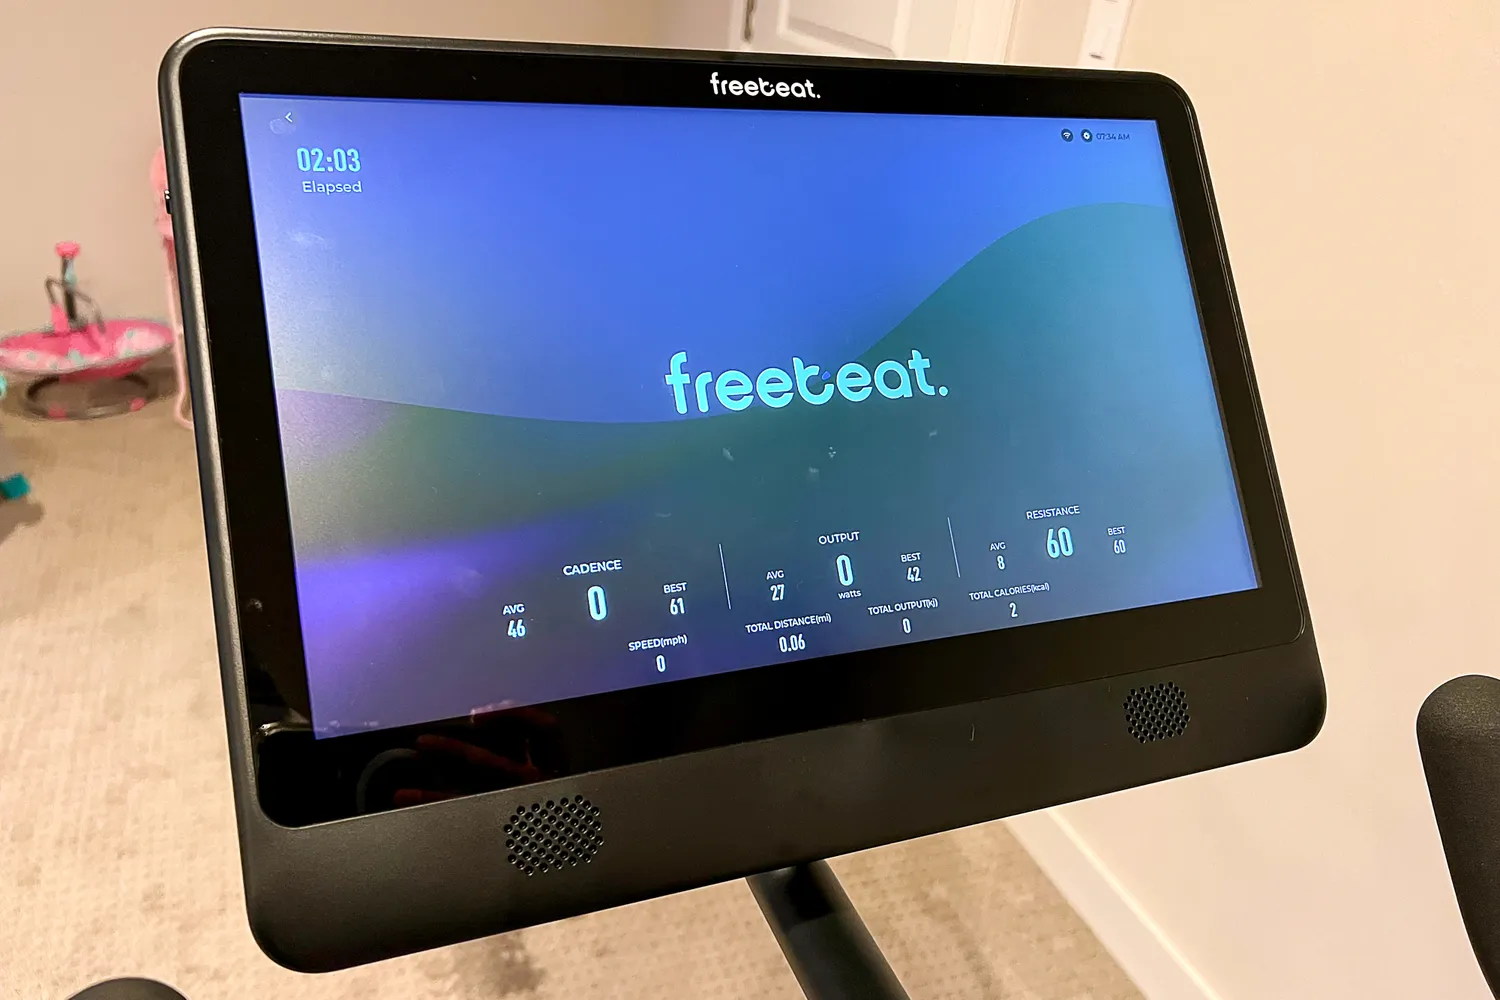 freebeat.
<
07:34 AM
02:03
Elapsed
freebeat.
CADENCE
AVG
46
0
BEST
61
OUTPUT
AVG
27
0
watts
BEST
42
RESISTANCE
AVG
8
60
BEST
60
SPEED(mph)
0
TOTAL DISTANCE(mi)
0.06
TOTAL OUTPUT(kj)
0
TOTAL CALORIES(kcal)
2